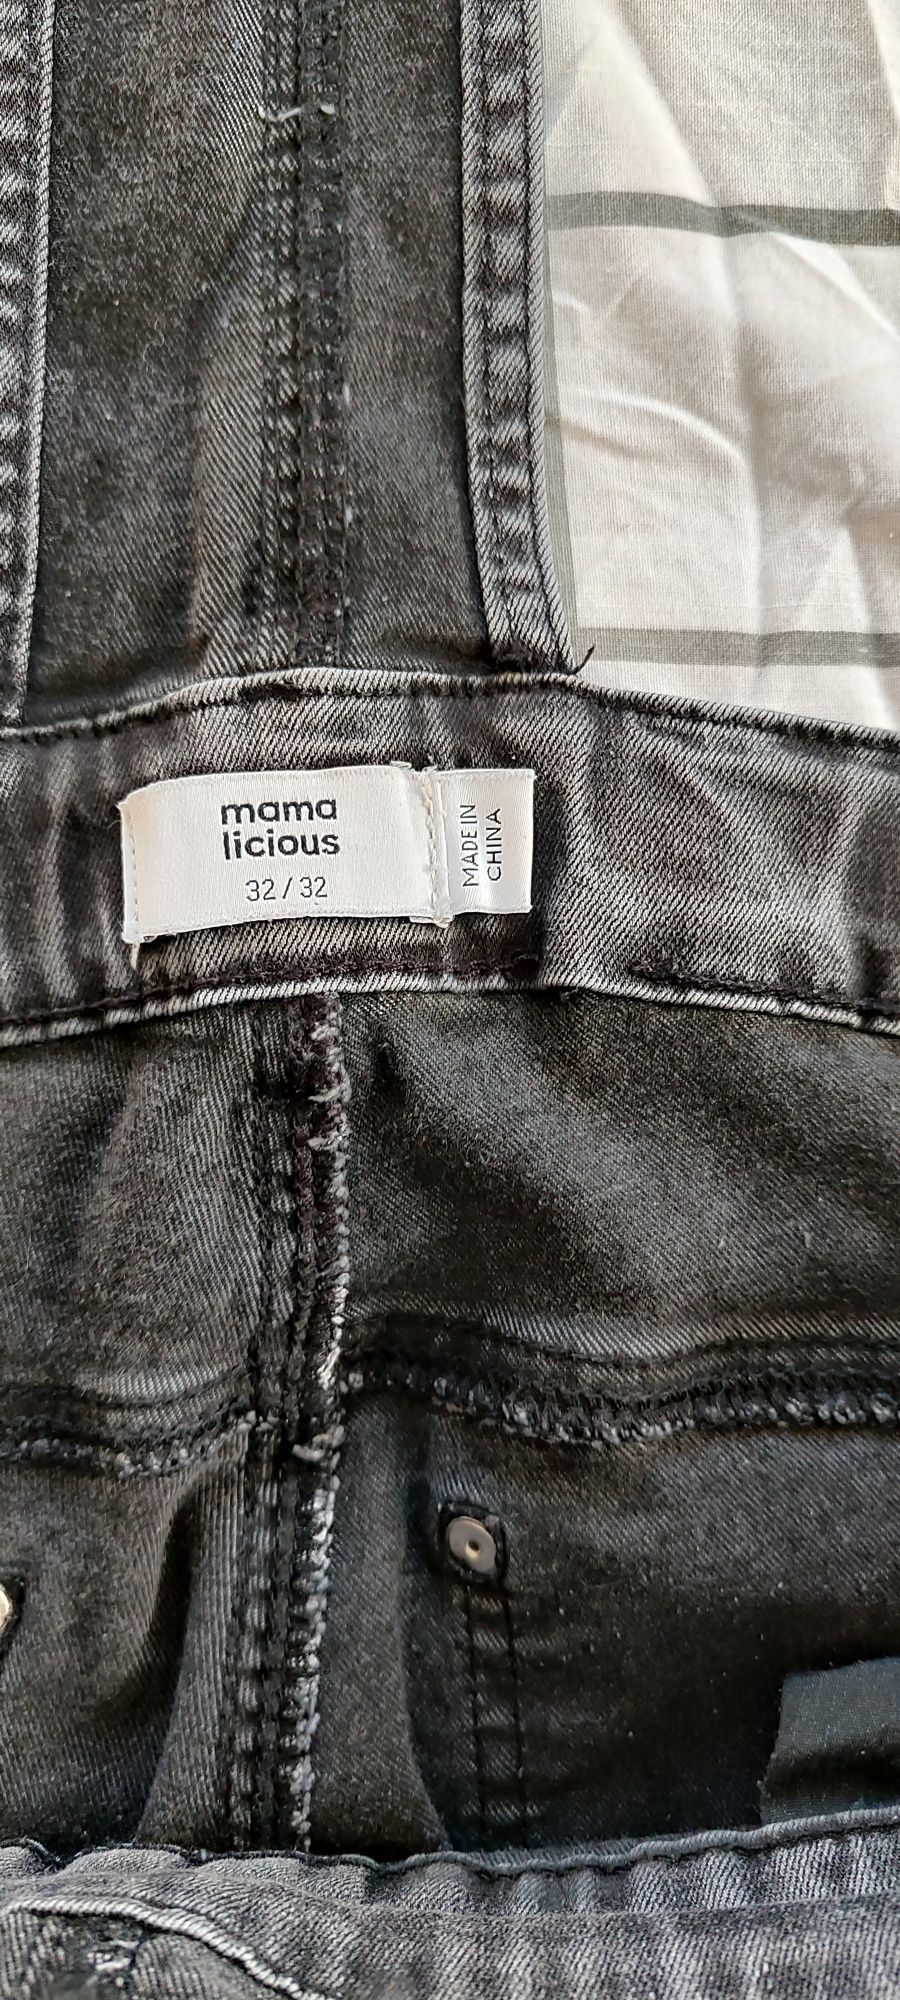 mama
licious
32 / 32
MADE IN
CHINA